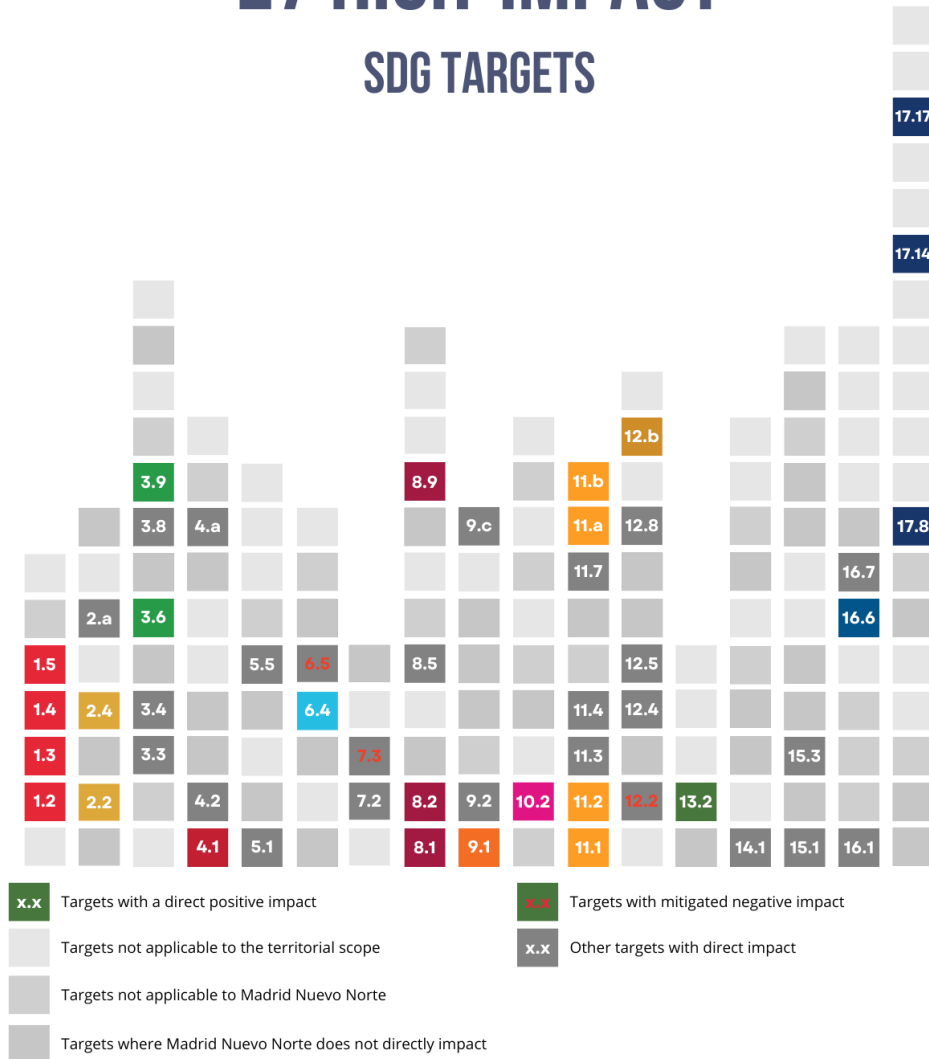 27 HIGH-IMPACT
SDG TARGETS
17.17
17.14
12.b
3.9 8.9 11.b
3.8 4.a 9.c 11.a 12.8 17.8
11.7 16.7
2.a 3.6 16.6
1.5 5.5 6.5 8.5 12.5
1.4 2.4 3.4 6.4 11.4 12.4
1.3 3.3 7.3 11.3 15.3
1.2 2.2 4.2 7.2 8.2 9.2 10.2 11.2 12.2 13.2
4.1 5.1 8.1 9.1 11.1 14.1 15.1 16.1
x.x Targets with a direct positive impact
x.x Targets with mitigated negative impact
Targets not applicable to the territorial scope
x.x Other targets with direct impact
Targets not applicable to Madrid Nuevo Norte
Targets where Madrid Nuevo Norte does not directly impact